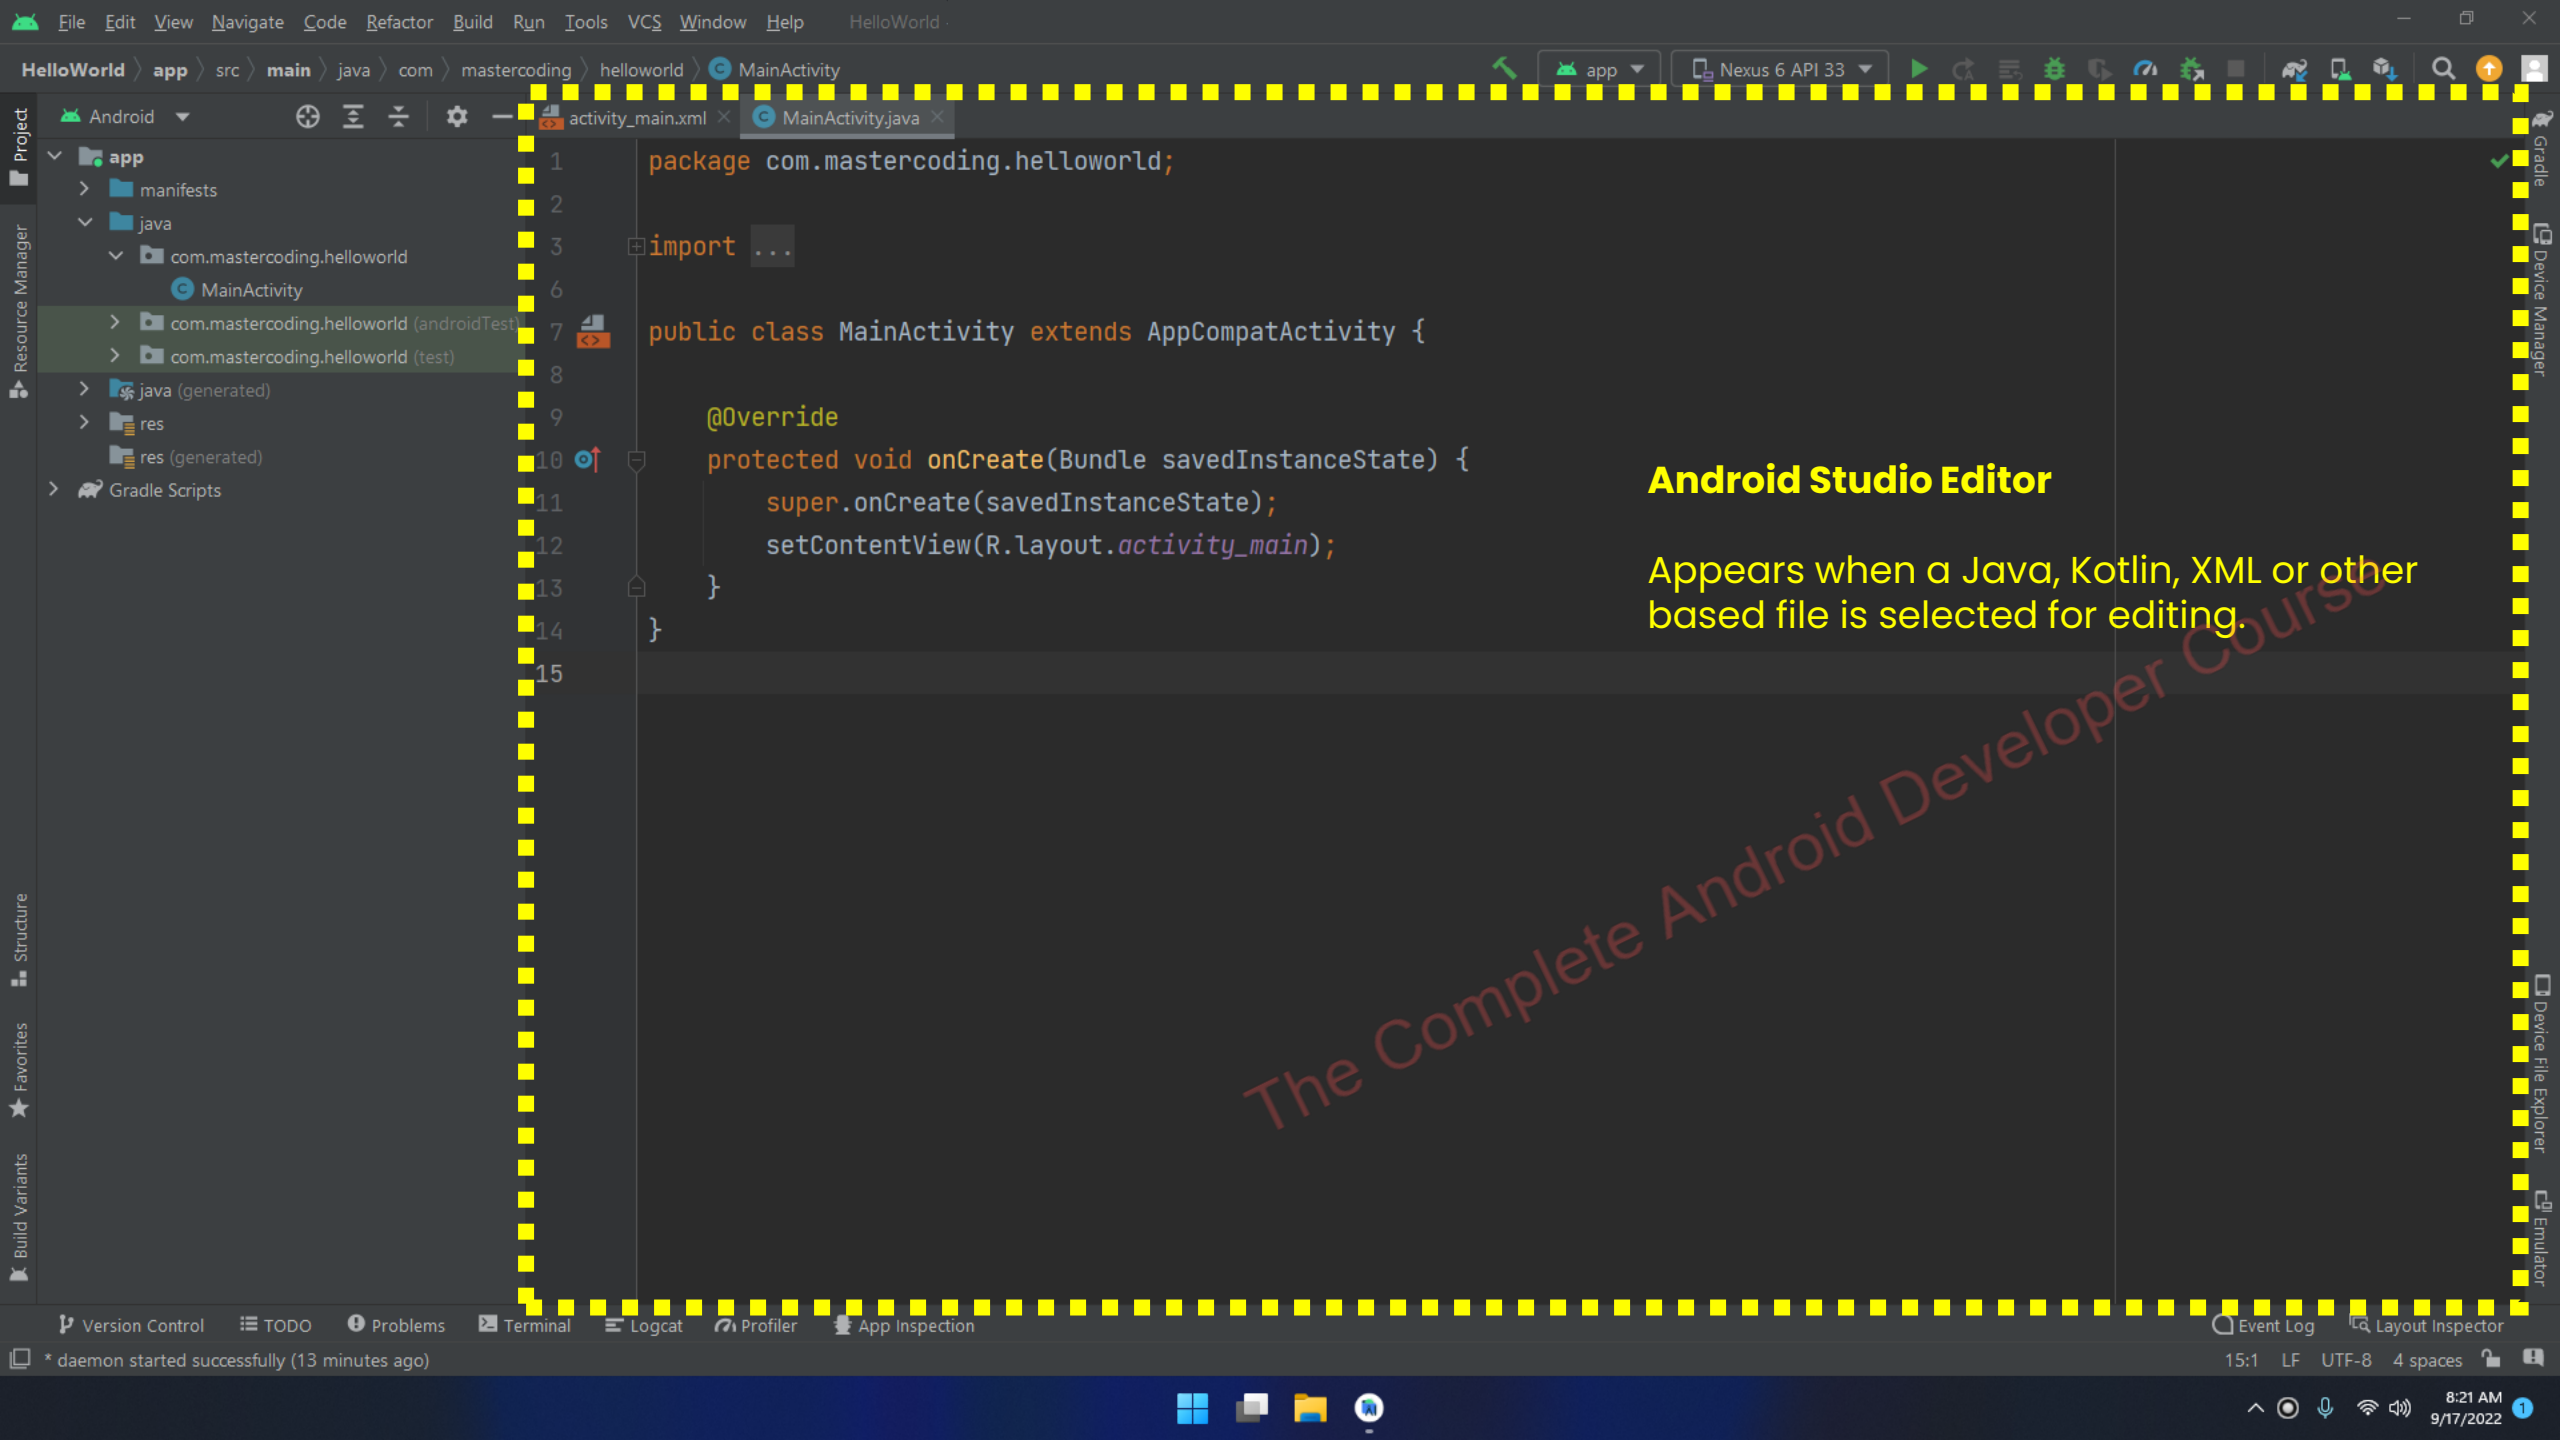 File Edit View Navigate Code Refactor Build Run Tools VCS Window Help HelloWorld -
HelloWorld app src main java com mastercoding helloworld MainActivity
app Nexus 6 API 33
Android
activity_main.xml MainActivity.java
Project
Resource Manager
Structure
Favorites
Build Variants
app
manifests
java
com.mastercoding.helloworld
MainActivity
com.mastercoding.helloworld (androidTest)
com.mastercoding.helloworld (test)
java (generated)
res
res (generated)
Gradle Scripts
1 package com.mastercoding.helloworld;
2
3 import ...
6
7 public class MainActivity extends AppCompatActivity {
8
9 @Override
10 protected void onCreate(Bundle savedInstanceState) {
11 super.onCreate(savedInstanceState);
12 setContentView(R.layout.activity_main);
13 }
14 }
15
Android Studio Editor
Appears when a Java, Kotlin, XML or other
based file is selected for editing.
The Complete Android Developer Course
Gradle
Device Manager
Device File Explorer
Emulator
Version Control TODO Problems Terminal Logcat Profiler App Inspection Event Log Layout Inspector
* daemon started successfully (13 minutes ago) 15:1 LF UTF-8 4 spaces
8:21 AM
9/17/2022
1